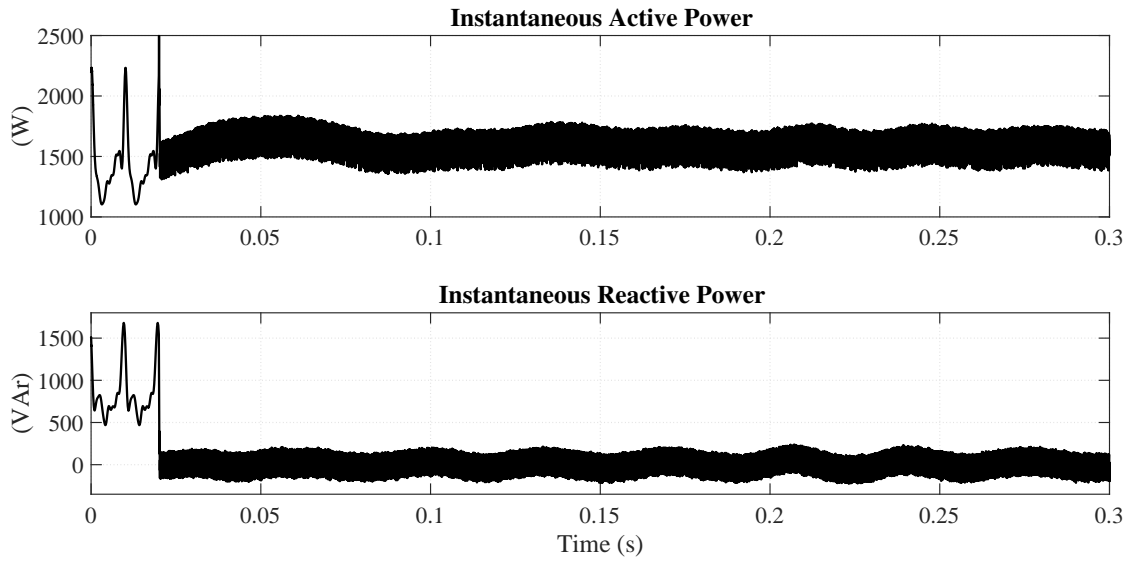 Instantaneous Active Power
2500
2000
1500
1000
(W)
0 0.05 0.1 0.15 0.2 0.25 0.3
Instantaneous Reactive Power
1500
1000
500
0
(VAr)
0 0.05 0.1 0.15 0.2 0.25 0.3
Time (s)